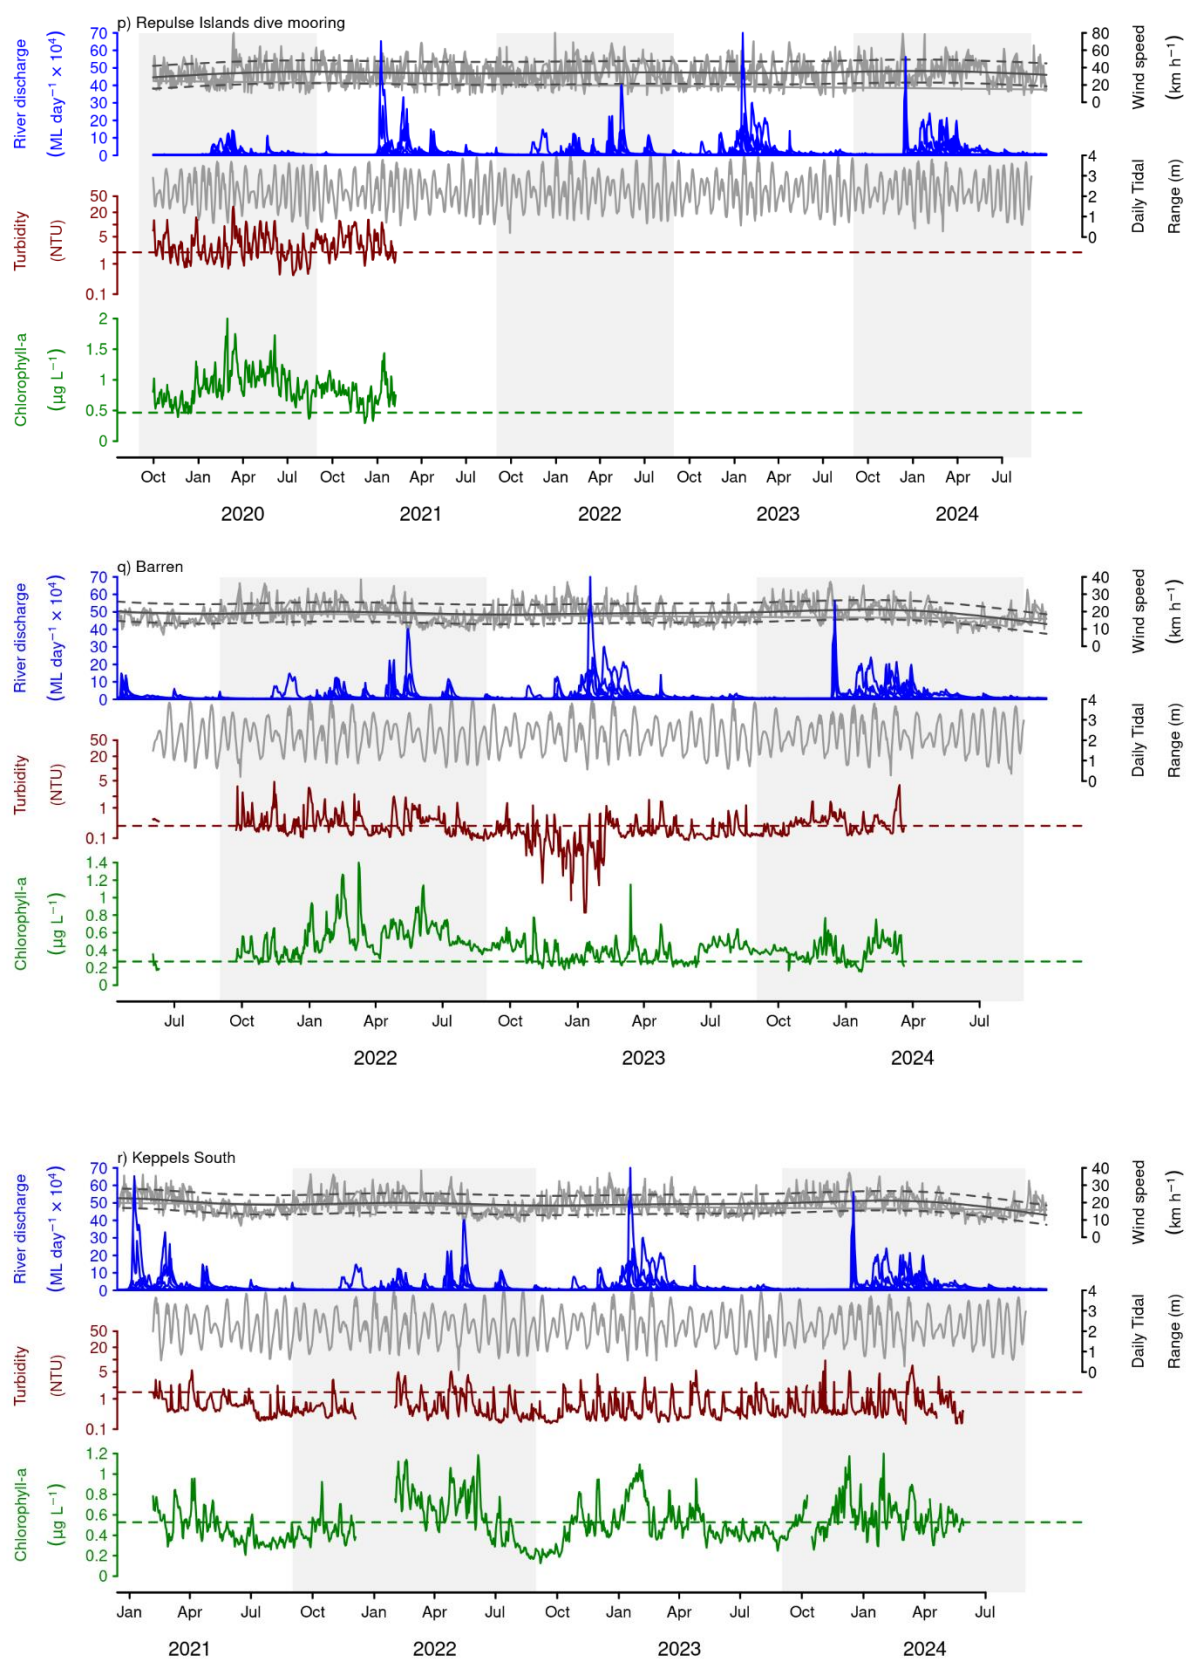 p) Repulse Islands dive mooring
River discharge
(ML day⁻¹ × 10⁴)
70
60
50
40
30
20
10
0
80
60
40
20
0
Wind speed
(km h⁻¹)
4
3
2
1
0
Daily Tidal
Range (m)
Turbidity
(NTU)
50
20
5
1
0.1
Chlorophyll-a
(µg L⁻¹)
2
1.5
1
0.5
0
Oct Jan Apr Jul Oct Jan Apr Jul Oct Jan Apr Jul Oct Jan Apr Jul Oct Jan Apr Jul
2020 2021 2022 2023 2024
q) Barren
River discharge
(ML day⁻¹ × 10⁴)
70
60
50
40
30
20
10
0
40
30
20
10
0
Wind speed
(km h⁻¹)
4
3
2
1
0
Daily Tidal
Range (m)
Turbidity
(NTU)
50
20
5
1
0.1
Chlorophyll-a
(µg L⁻¹)
1.4
1.2
1
0.8
0.6
0.4
0.2
0
Jul Oct Jan Apr Jul Oct Jan Apr Jul Oct Jan Apr Jul
2022 2023 2024
r) Keppels South
River discharge
(ML day⁻¹ × 10⁴)
70
60
50
40
30
20
10
0
40
30
20
10
0
Wind speed
(km h⁻¹)
4
3
2
1
0
Daily Tidal
Range (m)
Turbidity
(NTU)
50
20
5
1
0.1
Chlorophyll-a
(µg L⁻¹)
1.2
1
0.8
0.6
0.4
0.2
0
Jan Apr Jul Oct Jan Apr Jul Oct Jan Apr Jul Oct Jan Apr Jul
2021 2022 2023 2024